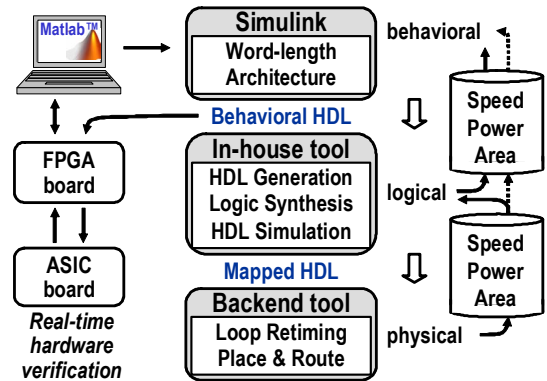 Matlab™
Simulink
Word-length
Architecture
behavioral
Speed
Power
Area
Behavioral HDL
FPGA
board
In-house tool
HDL Generation
Logic Synthesis
HDL Simulation
logical
ASIC
board
Mapped HDL
Speed
Power
Area
Real-time
hardware
verification
Backend tool
Loop Retiming
Place & Route
physical